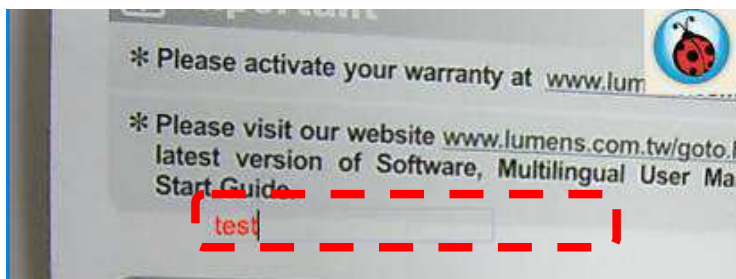 Important
* Please activate your warranty at www.lum
* Please visit our website www.lumens.com.tw/goto.
latest version of Software, Multilingual User Ma
Start Guide.
test